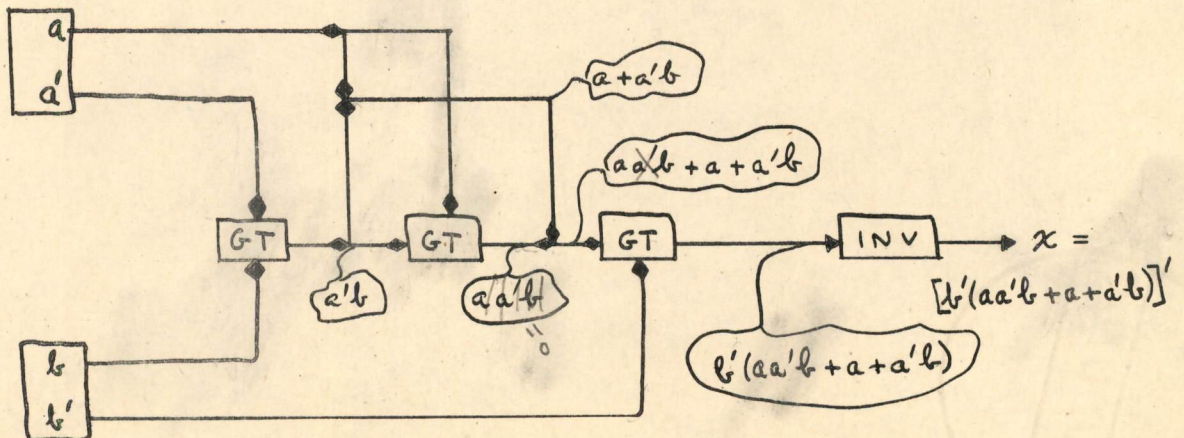 a
a'
a + a'b
aa'b + a + a'b
GT
GT
GT
INV
x =
[b'(aa'b + a + a'b)]'
a'b
aa'b
"
0
b'(aa'b + a + a'b)
b
b'